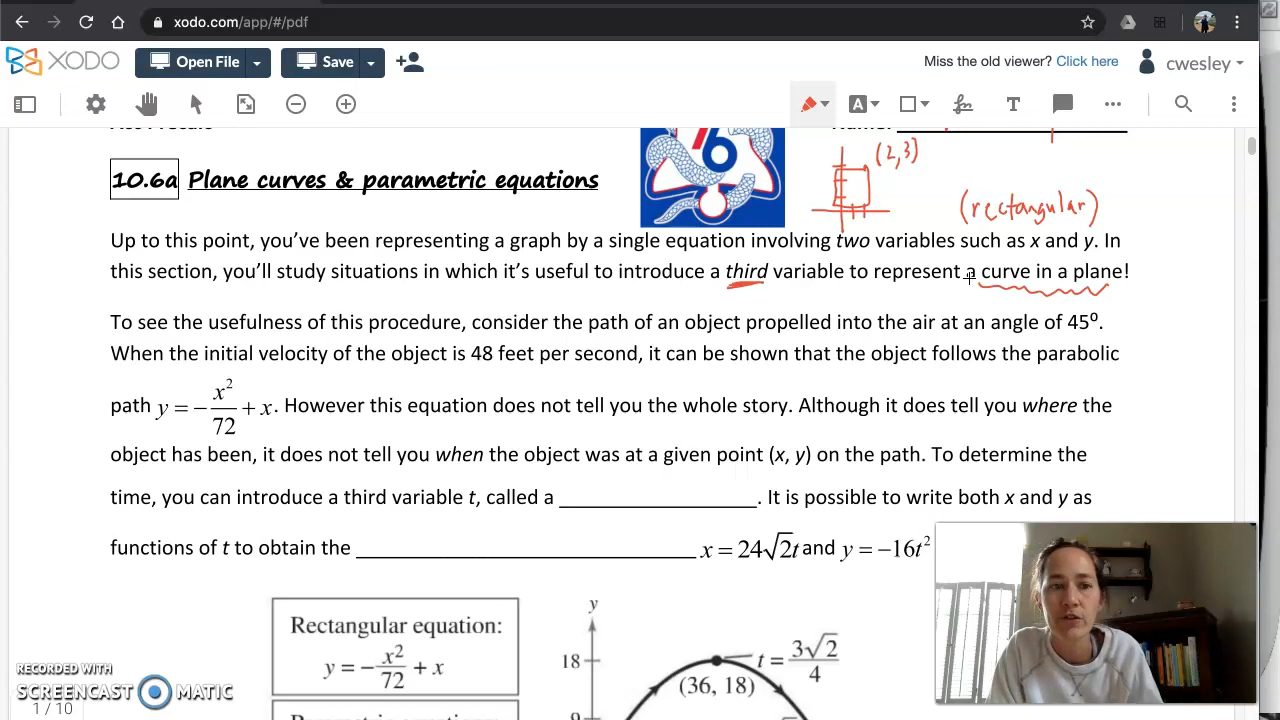 xodo.com/app/#/pdf
XODO
Open File
Save
Miss the old viewer? Click here
cwesley
A
T
(2,3)
76
10.6a Plane curves & parametric equations
(rectangular)
Up to this point, you’ve been representing a graph by a single equation involving two variables such as x and y. In
this section, you’ll study situations in which it’s useful to introduce a third variable to represent a curve in a plane!
To see the usefulness of this procedure, consider the path of an object propelled into the air at an angle of 45º.
When the initial velocity of the object is 48 feet per second, it can be shown that the object follows the parabolic
path y = −x²/72 + x. However this equation does not tell you the whole story. Although it does tell you where the
object has been, it does not tell you when the object was at a given point (x, y) on the path. To determine the
time, you can introduce a third variable t, called a ____________________. It is possible to write both x and y as
functions of t to obtain the ___________________________________ x = 24√2t and y = −16t²
Rectangular equation:
y = −x²/72 + x
y
18
9
t = 3√2/4
(36, 18)
RECORDED WITH
SCREENCAST MATIC
1 / 10